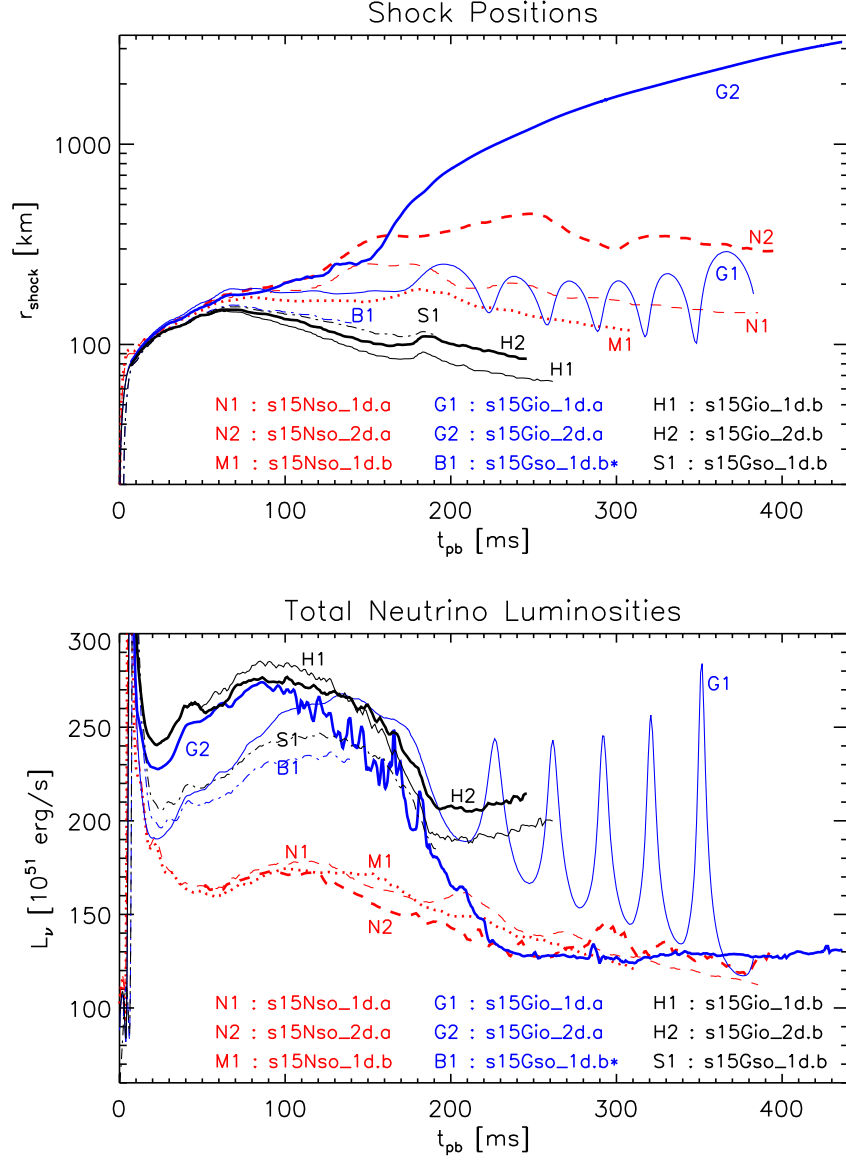 Shock Positions
1000
100
r_shock [km]
G2
N2
G1
N1
B1
S1
M1
H2
H1
N1 : s15Nso_1d.a G1 : s15Gio_1d.a H1 : s15Gio_1d.b
N2 : s15Nso_2d.a G2 : s15Gio_2d.a H2 : s15Gio_2d.b
M1 : s15Nso_1d.b B1 : s15Gso_1d.b* S1 : s15Gso_1d.b
0 100 200 300 400
t_pb [ms]
Total Neutrino Luminosities
300
250
200
150
100
L_ν [10^51 erg/s]
H1
G1
G2
S1
B1
H2
N1
M1
N2
N1 : s15Nso_1d.a G1 : s15Gio_1d.a H1 : s15Gio_1d.b
N2 : s15Nso_2d.a G2 : s15Gio_2d.a H2 : s15Gio_2d.b
M1 : s15Nso_1d.b B1 : s15Gso_1d.b* S1 : s15Gso_1d.b
0 100 200 300 400
t_pb [ms]